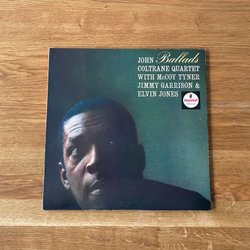 JOHN Ballads
COLTRANE QUARTET
WITH McCOY TYNER
JIMMY GARRISON &
ELVIN JONES